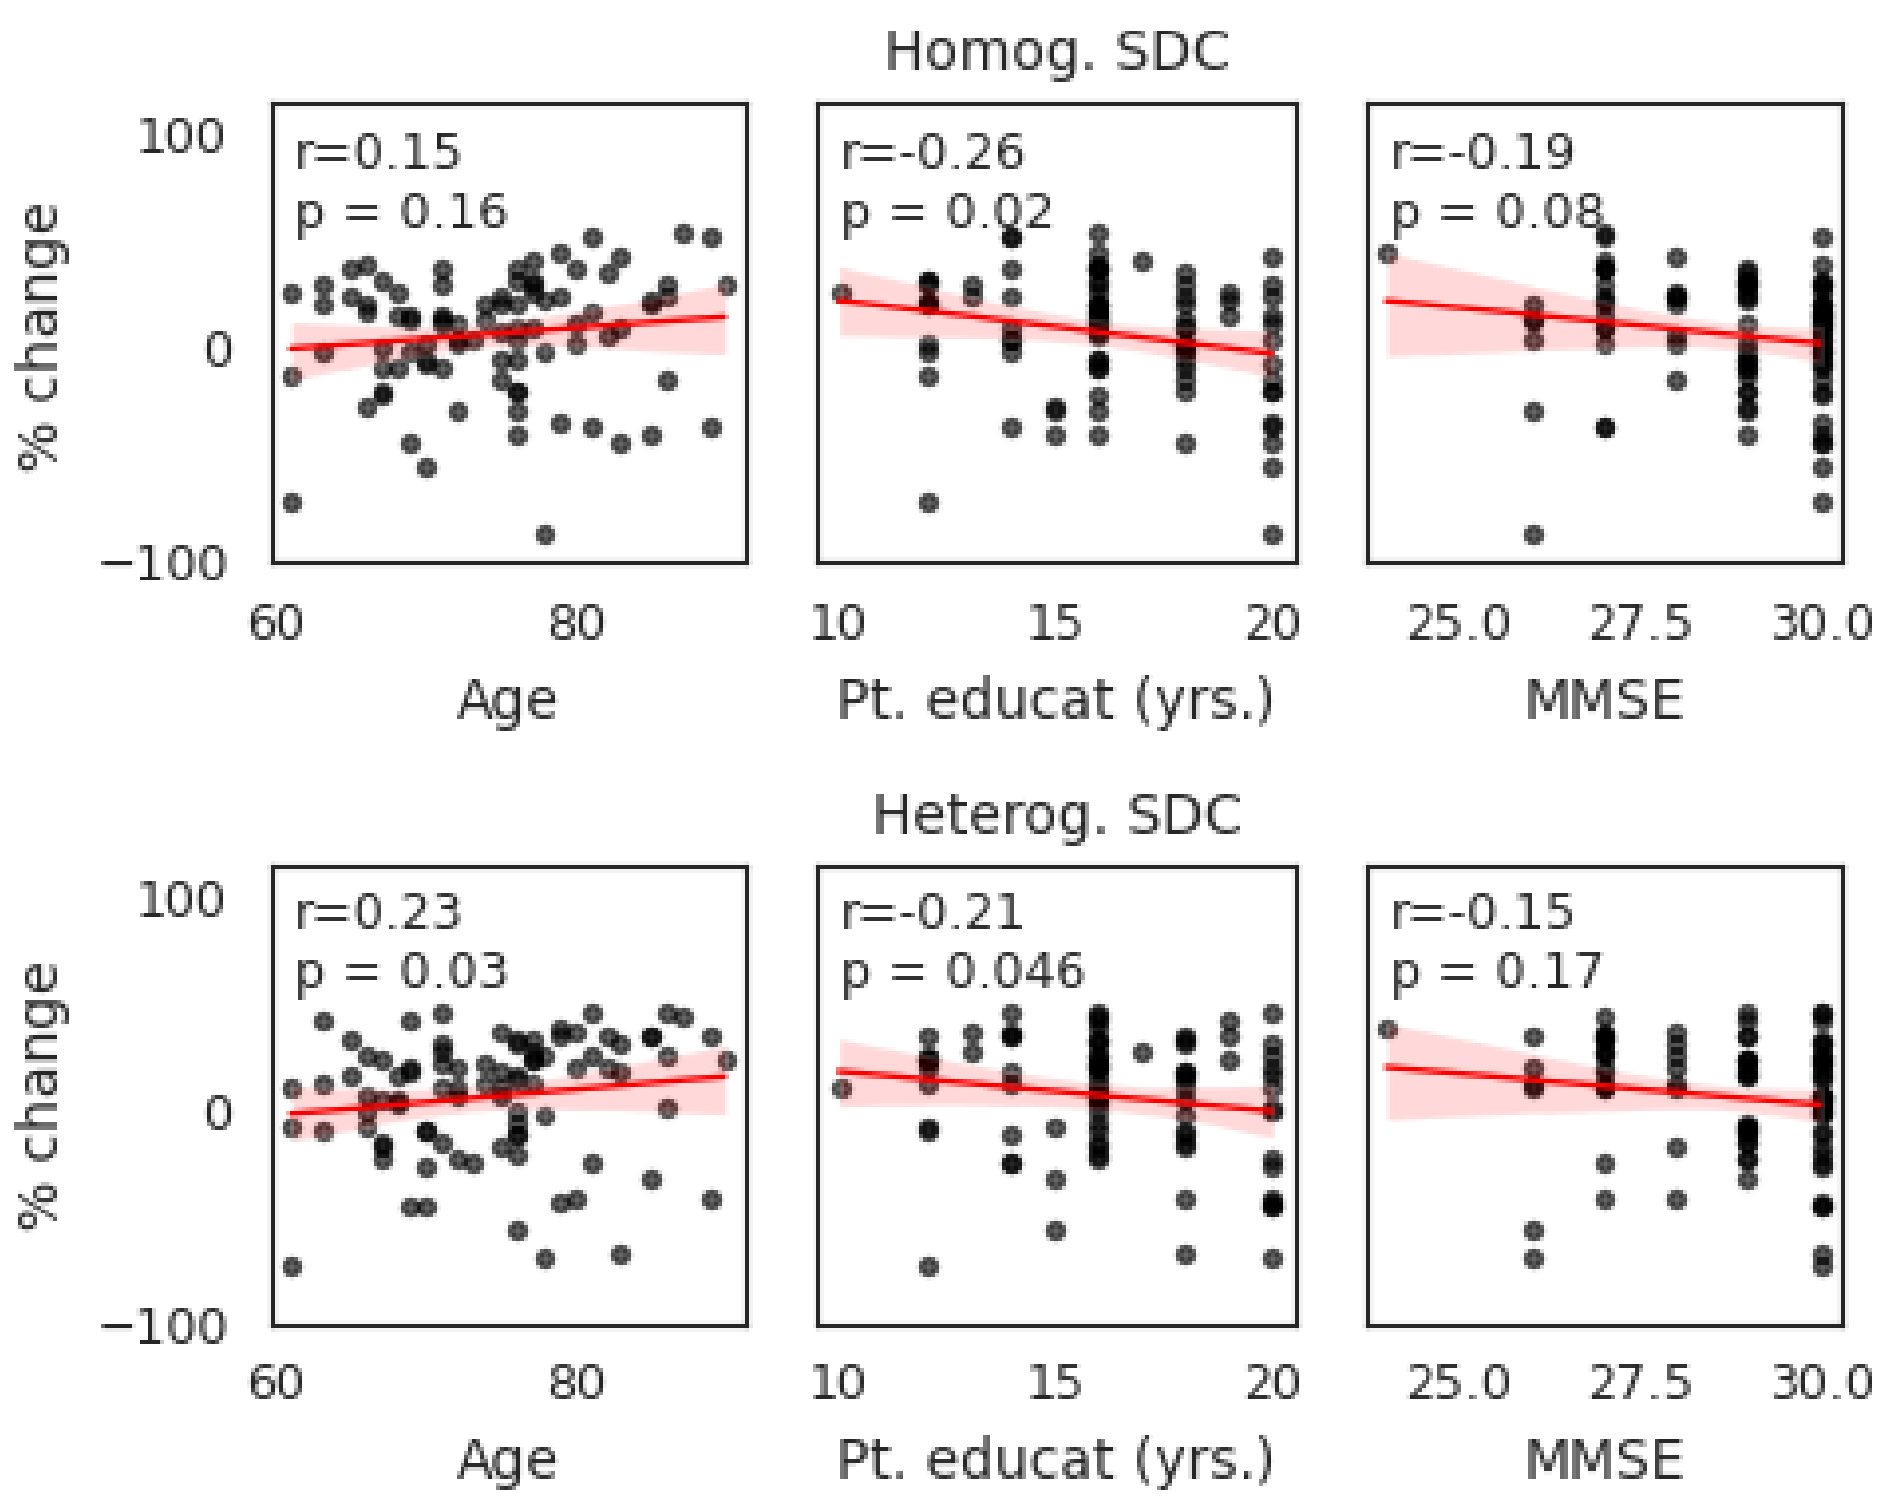 Homog. SDC
% change
100
0
−100
r=0.15
p = 0.16
60 80
Age
r=-0.26
p = 0.02
10 15 20
Pt. educat (yrs.)
r=-0.19
p = 0.08
25.0 27.5 30.0
MMSE
Heterog. SDC
% change
100
0
−100
r=0.23
p = 0.03
60 80
Age
r=-0.21
p = 0.046
10 15 20
Pt. educat (yrs.)
r=-0.15
p = 0.17
25.0 27.5 30.0
MMSE